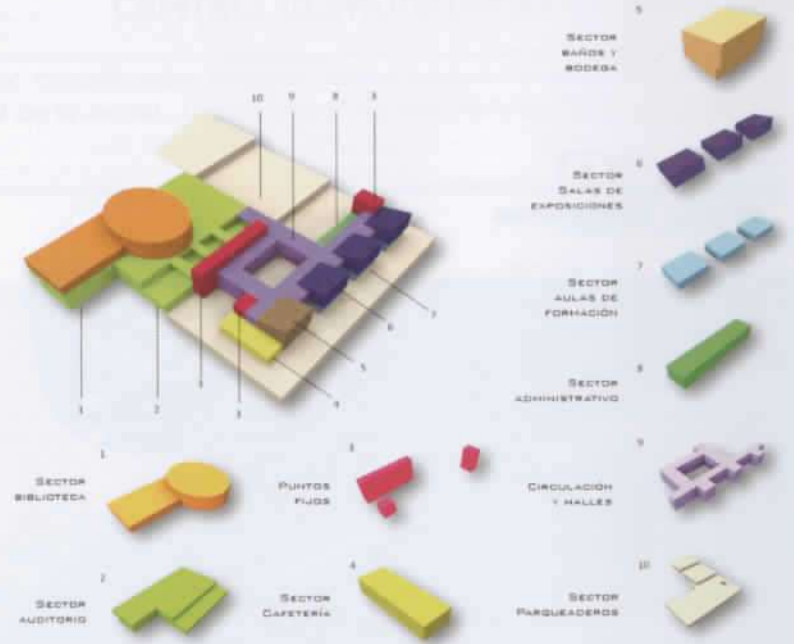 5
SECTOR
BAÑOS Y
BODEGA
10 9 8 3
6
SECTOR
SALAS DE
EXPOSICIONES
7
SECTOR
AULAS DE
FORMACIÓN
7
6
5
4
3
3
2
1
8
SECTOR
ADMINISTRATIVO
1
SECTOR
BIBLIOTECA
3
PUNTOS
FIJOS
9
CIRCULACIÓN
Y HALLES
2
SECTOR
AUDITORIO
4
SECTOR
CAFETERÍA
10
SECTOR
PARQUEADEROS